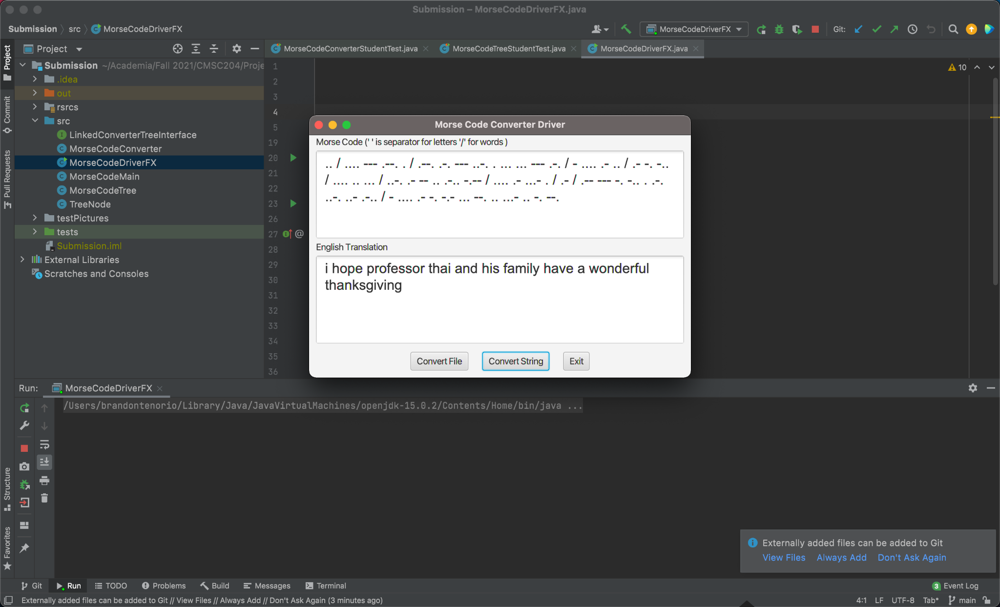 Submission – MorseCodeDriverFX.java
Submission 〉 src 〉 MorseCodeDriverFX
MorseCodeDriverFX
Git:
Project
MorseCodeConverterStudentTest.java
MorseCodeTreeStudentTest.java
MorseCodeDriverFX.java
Project
Commit
Pull Requests
Structure
Favorites
Submission ~/Academia/Fall 2021/CMSC204/Proje
.idea
out
rsrcs
src
LinkedConverterTreeInterface
MorseCodeConverter
MorseCodeDriverFX
MorseCodeMain
MorseCodeTree
TreeNode
testPictures
tests
Submission.iml
External Libraries
Scratches and Consoles
1
2
3
4
5
19
20
21
22
23
26
27 @
28
29
30
31
32
33
34
35
36
10
Morse Code Converter Driver
Morse Code (' ' is separator for letters '/' for words )
.. / .... --- .--. . / .--. .-. --- ..-. . ... ... --- .-. / - .... .- .. / .- -. -..
/ .... .. ... / ..-. .- -- .. .-.. -.-- / .... .- ...- . / .- / .-- --- -. -.. . .-.
..-. ..- .-.. / - .... .- -. -.- ... --. .. ...- .. -. --.
English Translation
i hope professor thai and his family have a wonderful
thanksgiving
Convert File
Convert String
Exit
Run: MorseCodeDriverFX
/Users/brandontenorio/Library/Java/JavaVirtualMachines/openjdk-15.0.2/Contents/Home/bin/java ...
Externally added files can be added to Git
View Files Always Add Don't Ask Again
Git Run TODO Problems Build Messages Terminal
3 Event Log
Externally added files can be added to Git // View Files // Always Add // Don't Ask Again (3 minutes ago)
4:1 LF UTF-8 Tab* main